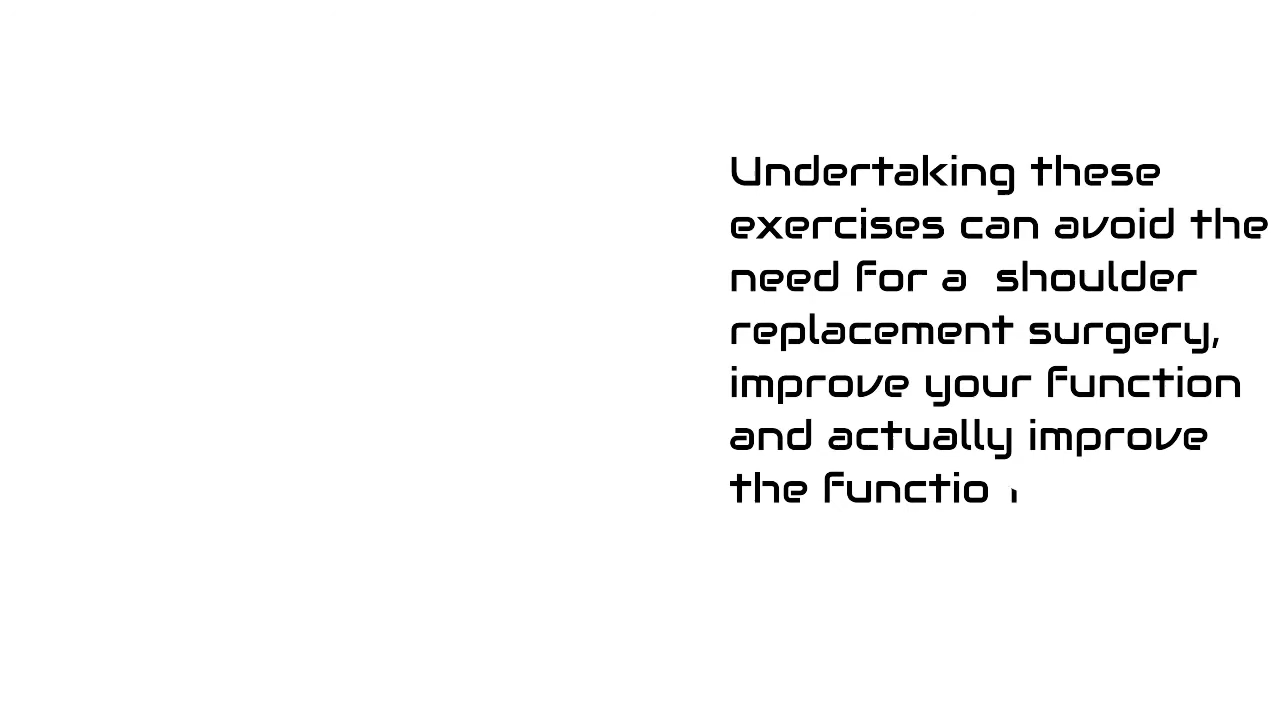 Undertaking these
exercises can avoid the
need for a  shoulder
replacement surgery,
improve your function
and actually improve
the functio